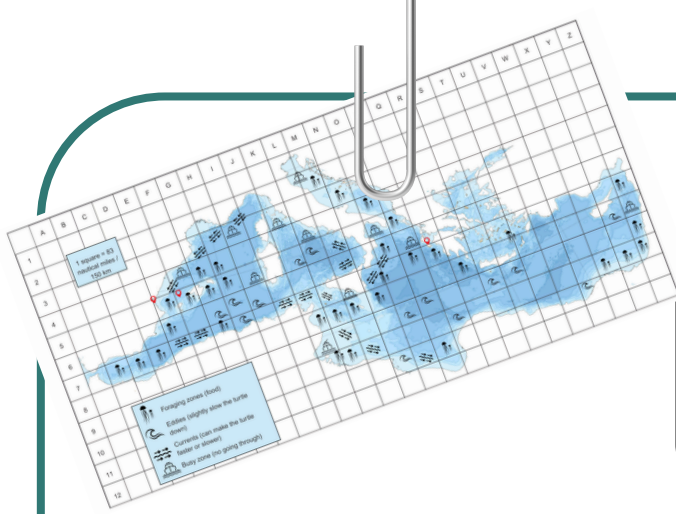 A B C D E F G H I J K L M N O Q R S T U V W X Y Z
1
2
3
4
5
6
7
8
9
10
11
12
1 square = 83
nautical miles /
150 km
Foraging zones (food)
Eddies (slightly slow the turtle
down)
Currents (can make the turtle
faster or slower)
Busy zone (no going through)